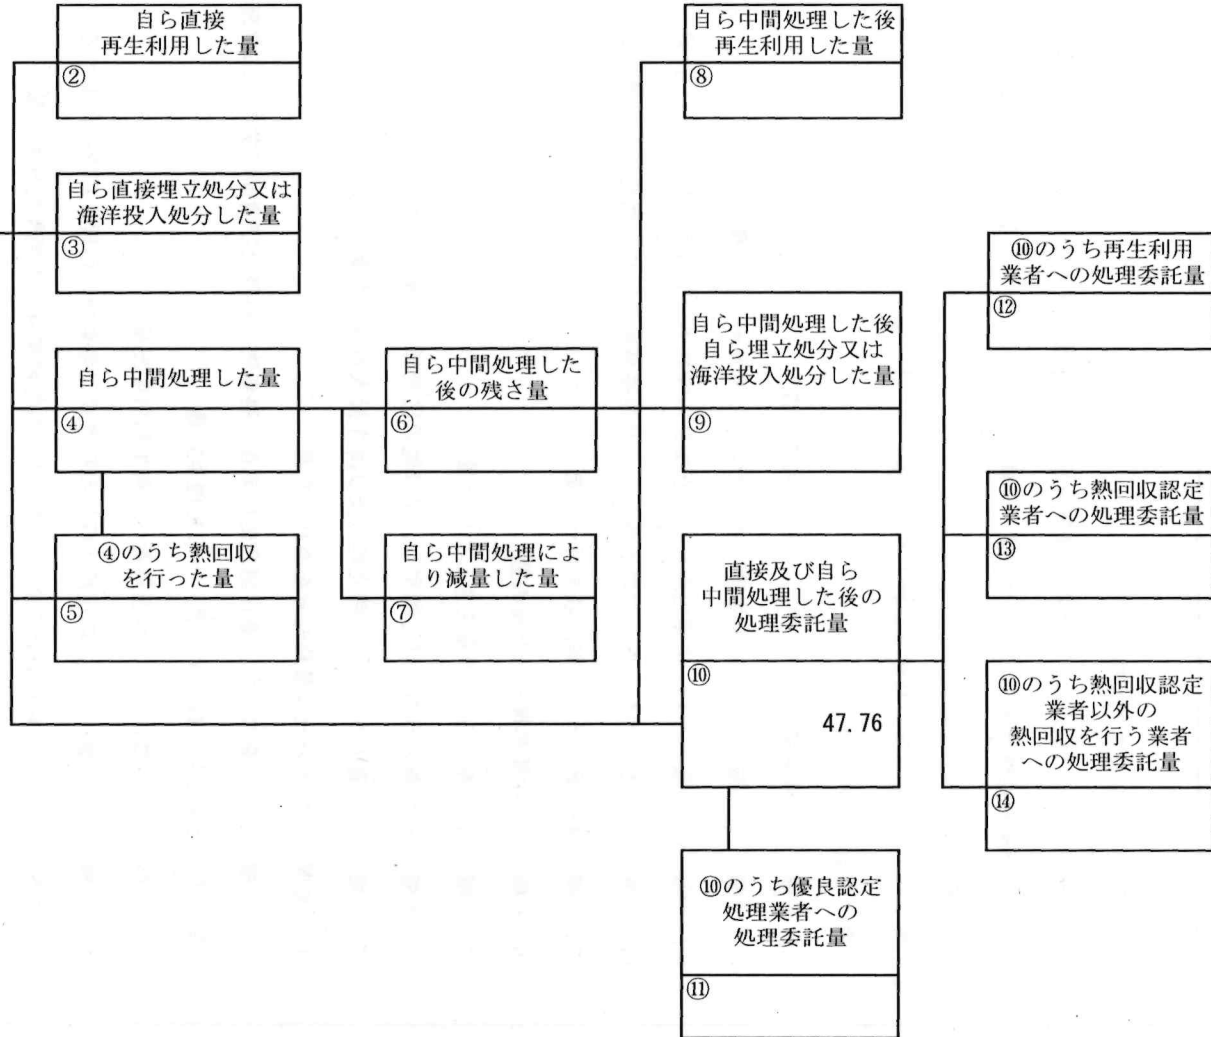 自ら直接
再生利用した量
②
自ら直接埋立処分又は
海洋投入処分した量
③
自ら中間処理した量
④
④のうち熱回収
を行った量
⑤
自ら中間処理した
後の残さ量
⑥
自ら中間処理によ
り減量した量
⑦
自ら中間処理した後
再生利用した量
⑧
自ら中間処理した後
自ら埋立処分又は
海洋投入処分した量
⑨
直接及び自ら
中間処理した後の
処理委託量
⑩
47.76
⑩のうち優良認定
処理業者への
処理委託量
⑪
⑩のうち再生利用
業者への処理委託量
⑫
⑩のうち熱回収認定
業者への処理委託量
⑬
⑩のうち熱回収認定
業者以外の
熱回収を行う業者
への処理委託量
⑭